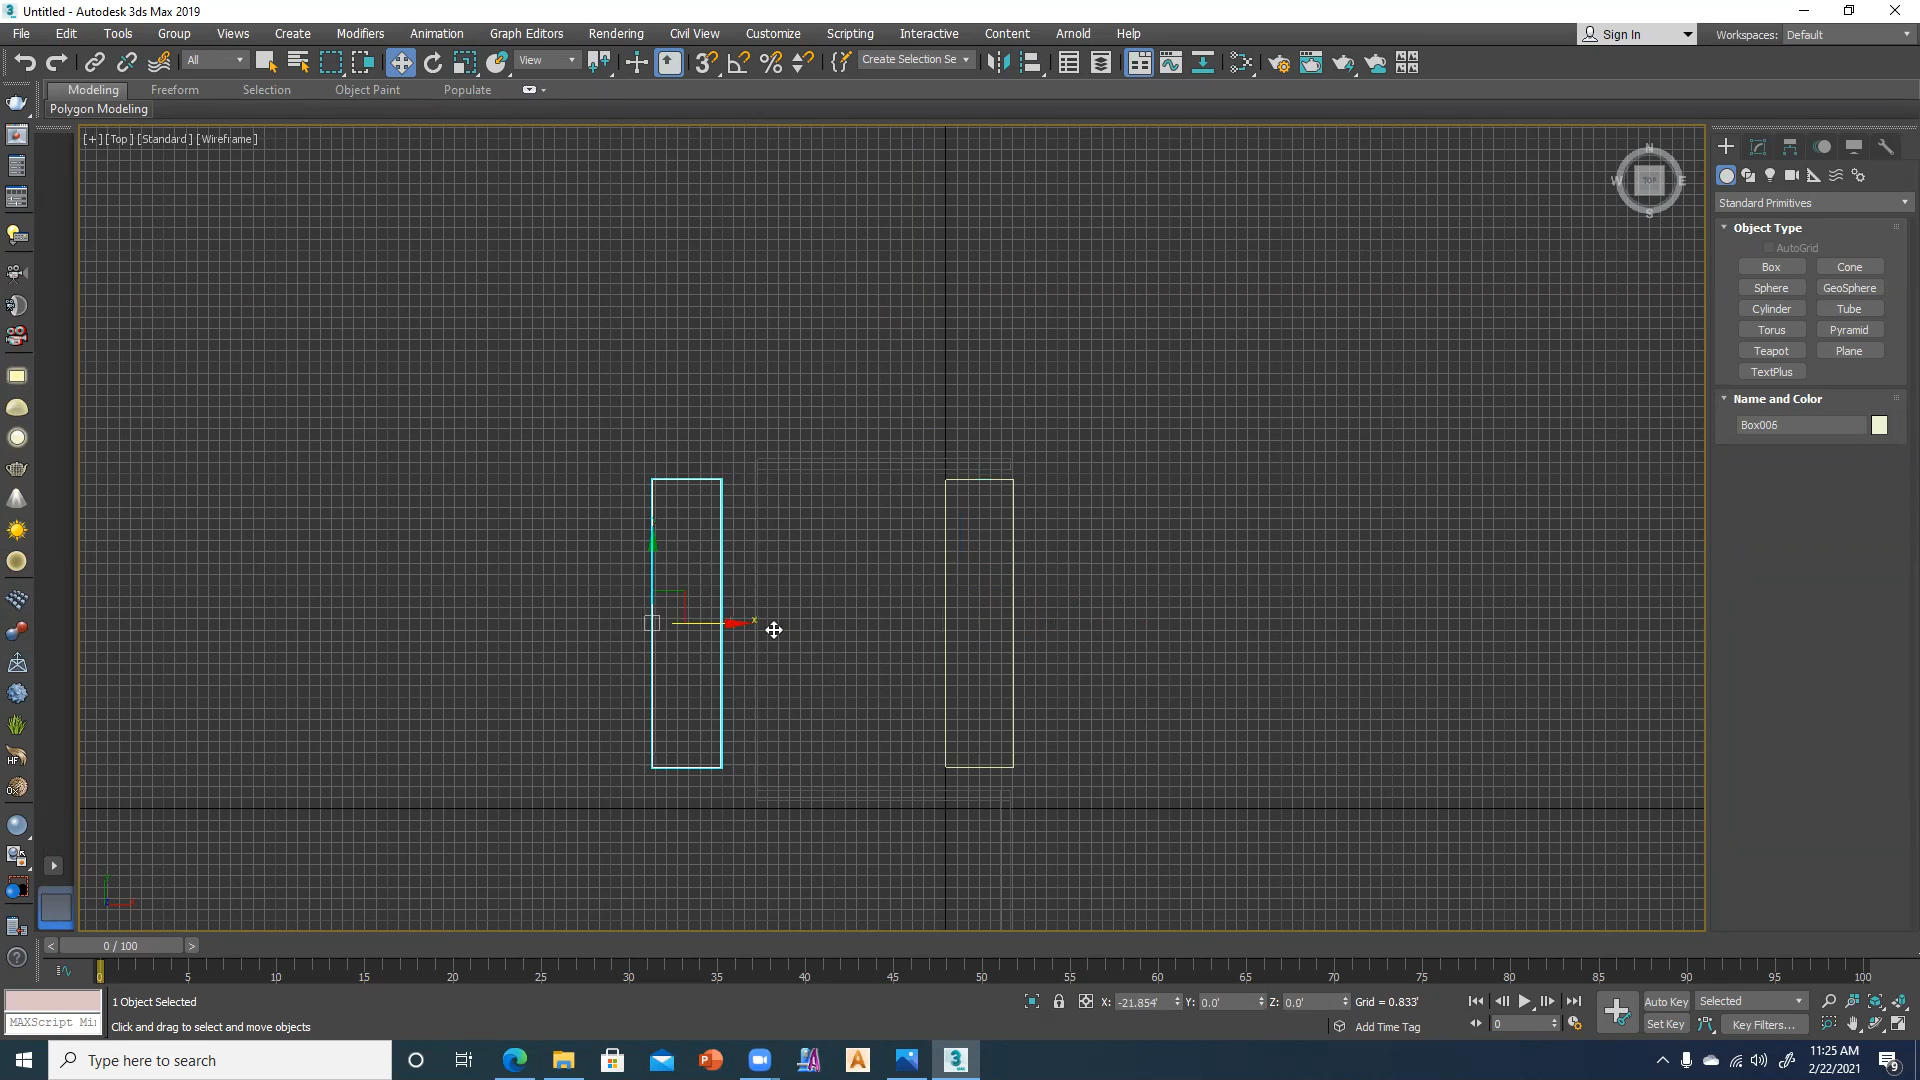 Untitled - Autodesk 3ds Max 2019
File Edit Tools Group Views Create Modifiers Animation Graph Editors Rendering Civil View Customize Scripting Interactive Content Arnold Help Sign In Workspaces: Default
All View Create Selection Se
Modeling Freeform Selection Object Paint Populate
Polygon Modeling
[+] [Top] [Standard] [Wireframe]
N
W TOP E
S
Standard Primitives
Object Type
AutoGrid
Box Cone
Sphere GeoSphere
Cylinder Tube
Torus Pyramid
Teapot Plane
TextPlus
Name and Color
Box006
x
HF
0 / 100
0 5 10 15 20 25 30 35 40 45 50 55 60 65 70 75 80 85 90 95 100
1 Object Selected X: -21.854' Y: 0.0' Z: 0.0' Grid = 0.833' Auto Key Selected
MAXScript Mi Click and drag to select and move objects Add Time Tag 0 Set Key Key Filters...
Type here to search
11:25 AM
2/22/2021
9